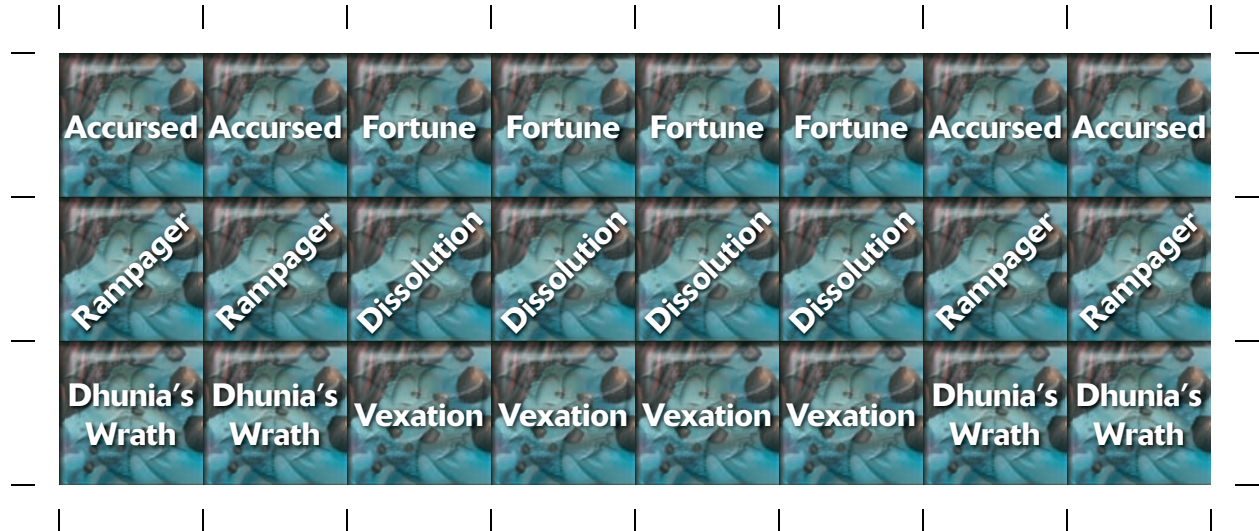 Accursed Accursed Fortune Fortune Fortune Fortune Accursed Accursed
Rampager Rampager Dissolution Dissolution Dissolution Dissolution Rampager Rampager
Dhunia’s Wrath Dhunia’s Wrath Vexation Vexation Vexation Vexation Dhunia’s Wrath Dhunia’s Wrath